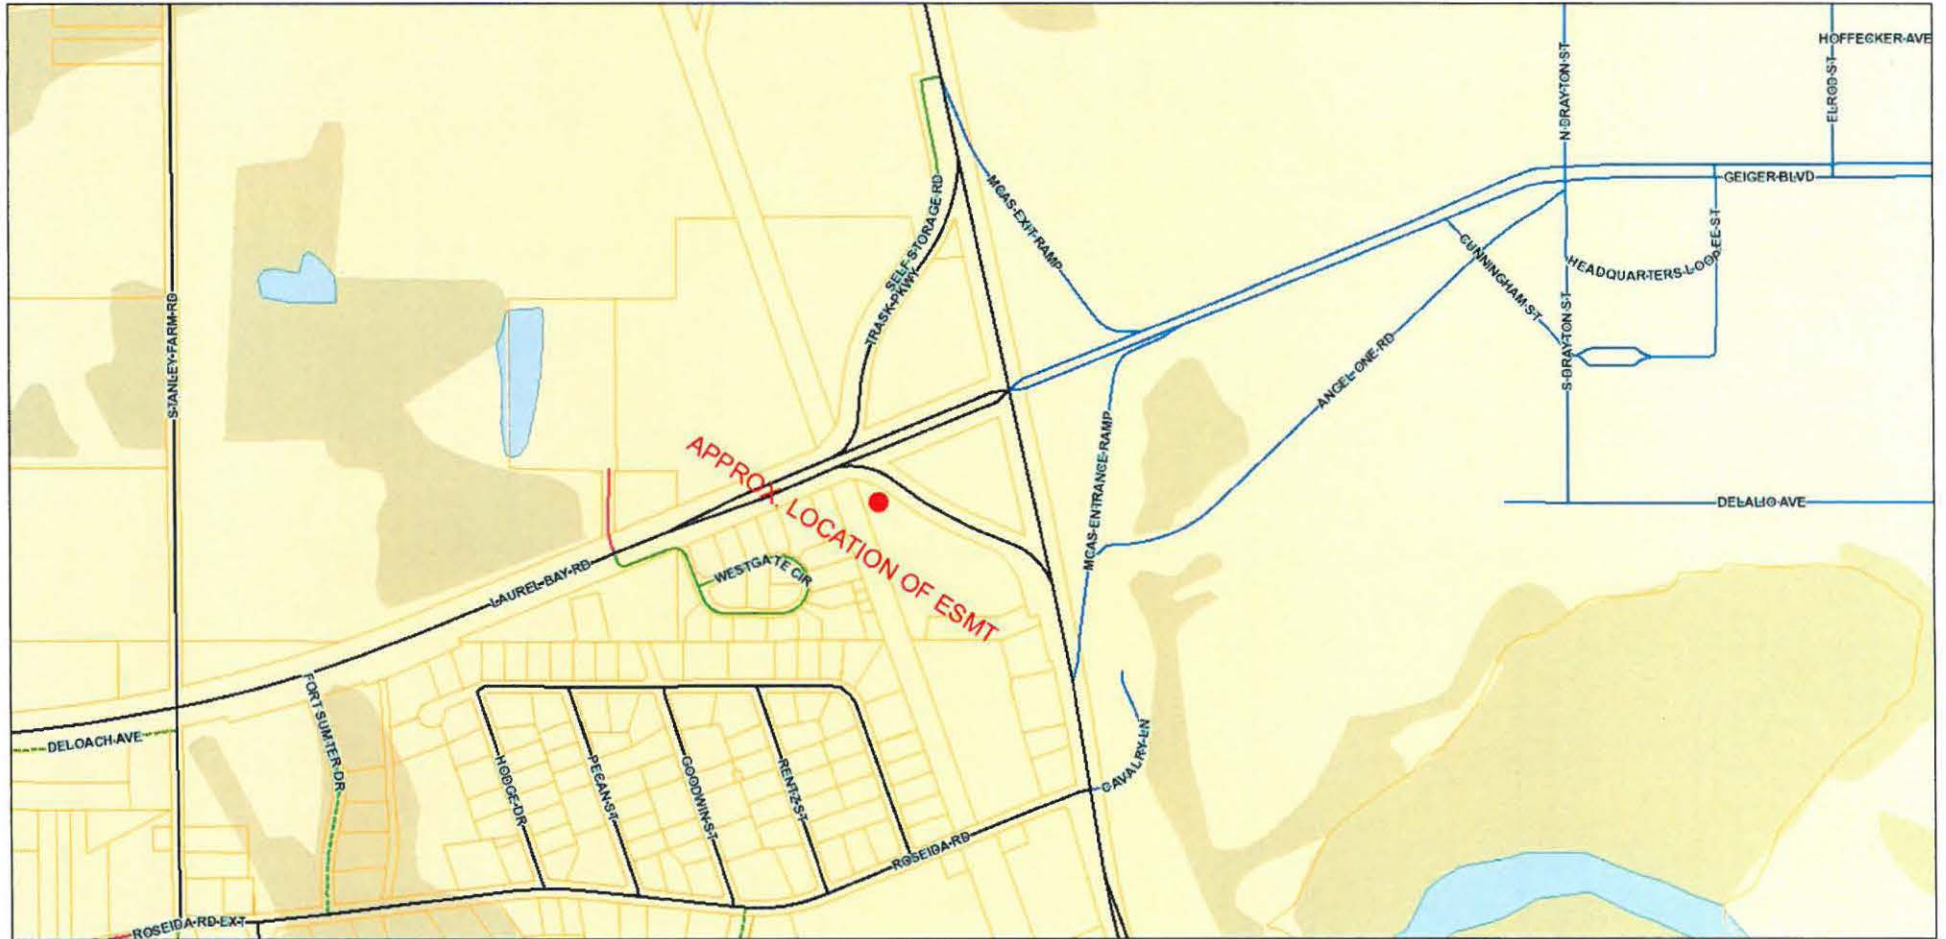 HOFFECKER AVE
N DRAYTON ST
ELROD ST
GEIGER BLVD
MCAS EXIT RAMP
SELF STORAGE RD
TRASK PKWY
CUNNINGHAM ST
HEADQUARTERS LOOP
LEE ST
STANLEY FARM RD
S DRAYTON ST
ANGEL ONE RD
MCAS ENTRANCE RAMP
APPROX. LOCATION OF ESMT
DELALIO AVE
WESTGATE CIR
LAUREL BAY RD
FORT SUMTER DR
DELOACH AVE
HODGE DR
PECAN ST
GOODWIN ST
RENTZ ST
CAVALRY LN
ROSEIDA RD
ROSEIDA RD EXT